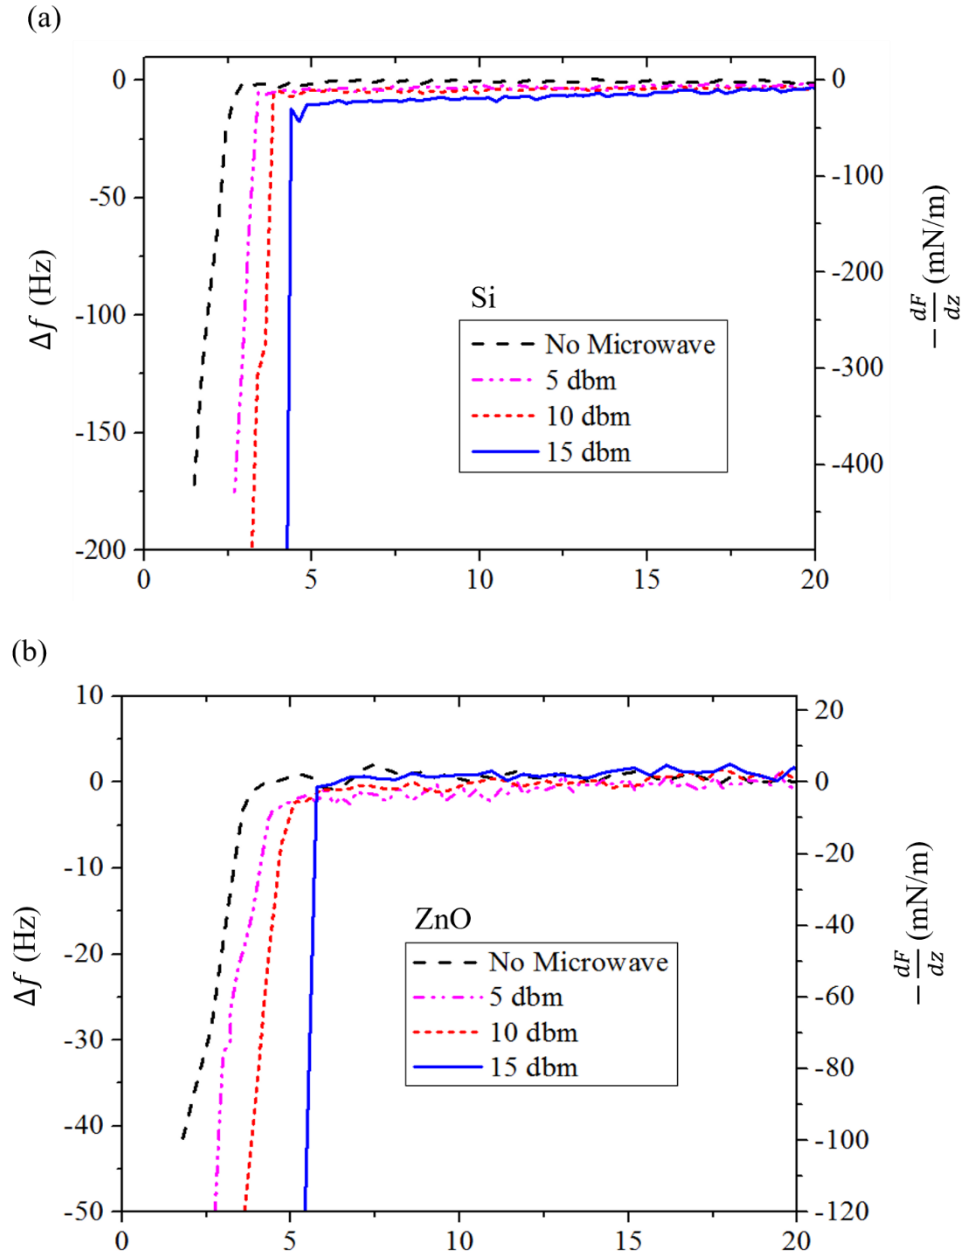 (a)
0
-50
-100
-150
-200
Δf (Hz)
0
5
10
15
20
0
-100
-200
-300
-400
−dF/dz (mN/m)
Si
No Microwave
5 dbm
10 dbm
15 dbm
(b)
10
0
-10
-20
-30
-40
-50
Δf (Hz)
0
5
10
15
20
20
0
-20
-40
-60
-80
-100
-120
−dF/dz (mN/m)
ZnO
No Microwave
5 dbm
10 dbm
15 dbm